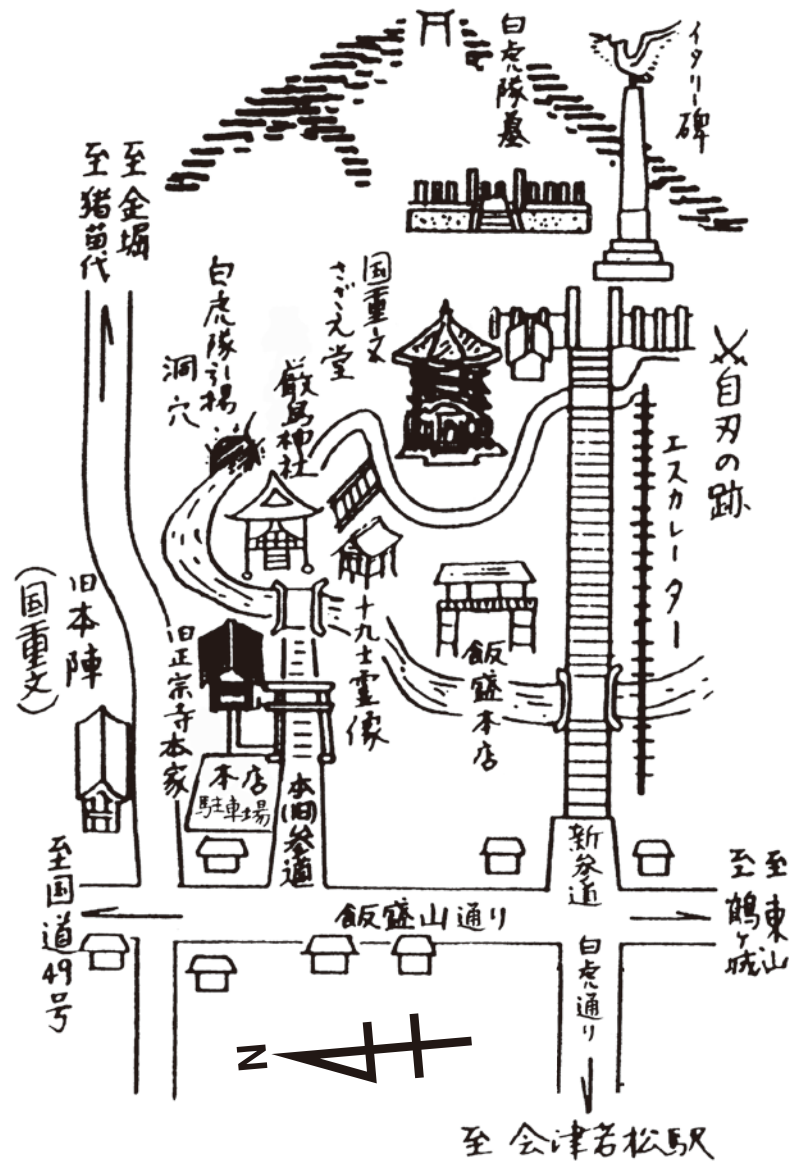 白虎隊墓
イタリー碑
至金堀
至猪苗代
国重文
さざえ堂
白虎隊引揚
洞穴
厳島神社
自刃の跡
エスカレーター
旧本陣
(国重文)
旧正宗寺本家
十九士霊像
飯盛本店
本店
駐車場
本(旧)参道
新参道
至国道49号
飯盛山通り
至東山
至鶴ヶ城
白虎通り
N
至会津若松駅